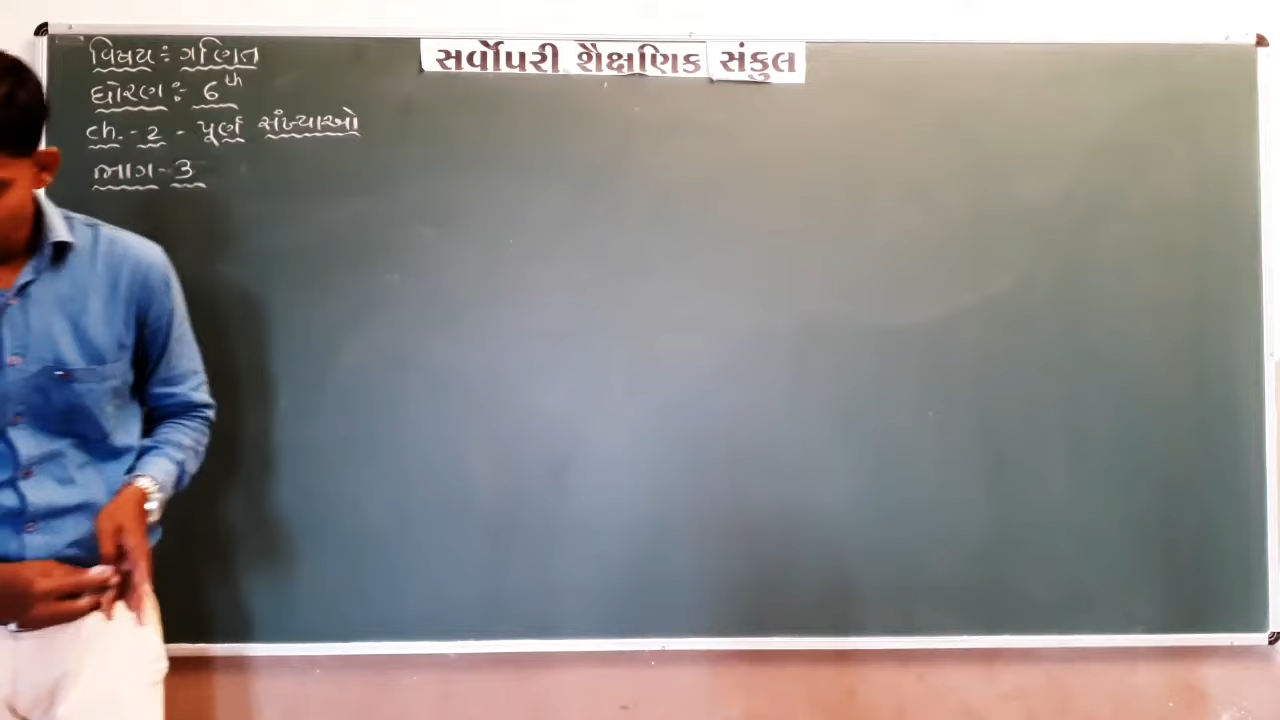 સર્વોપરી શૈક્ષણિક સંકુલ
વિષય : ગણિત
ધોરણ : 6th
ch. - 2 - પૂર્ણ સંખ્યાઓ
ભાગ - 3